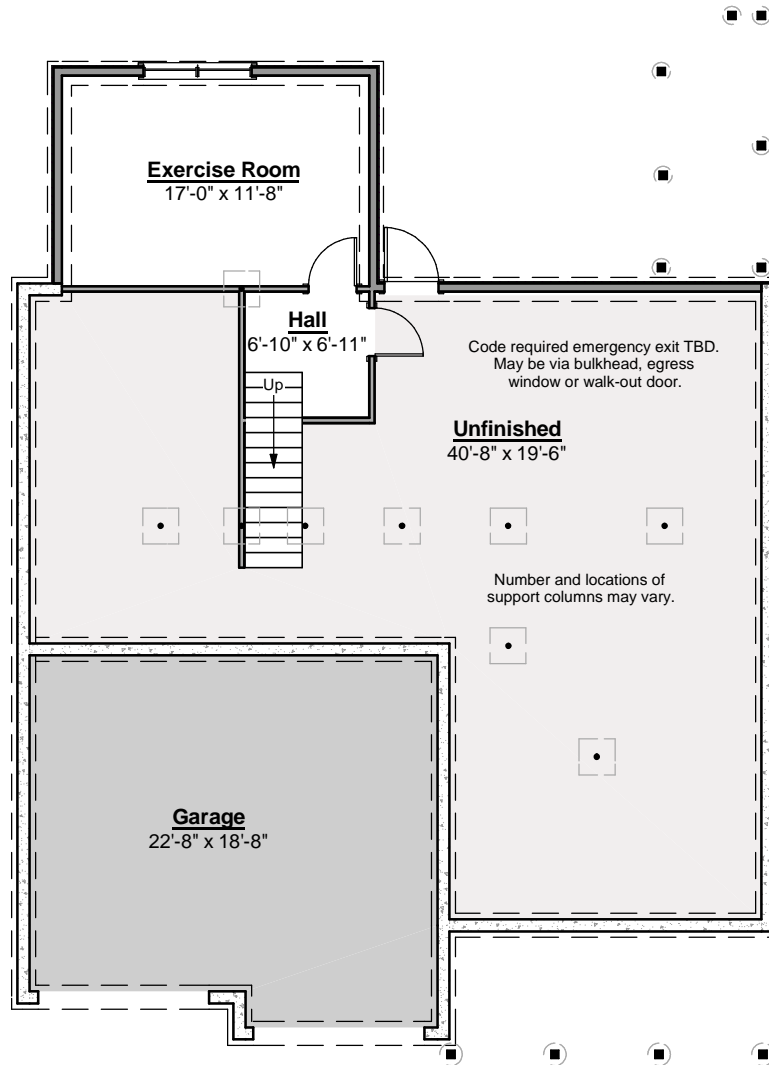 Exercise Room
17'-0" x 11'-8"
Hall
6'-10" x 6'-11"
Up
Code required emergency exit TBD.
May be via bulkhead, egress
window or walk-out door.
Unfinished
40'-8" x 19'-6"
Number and locations of
support columns may vary.
Garage
22'-8" x 18'-8"